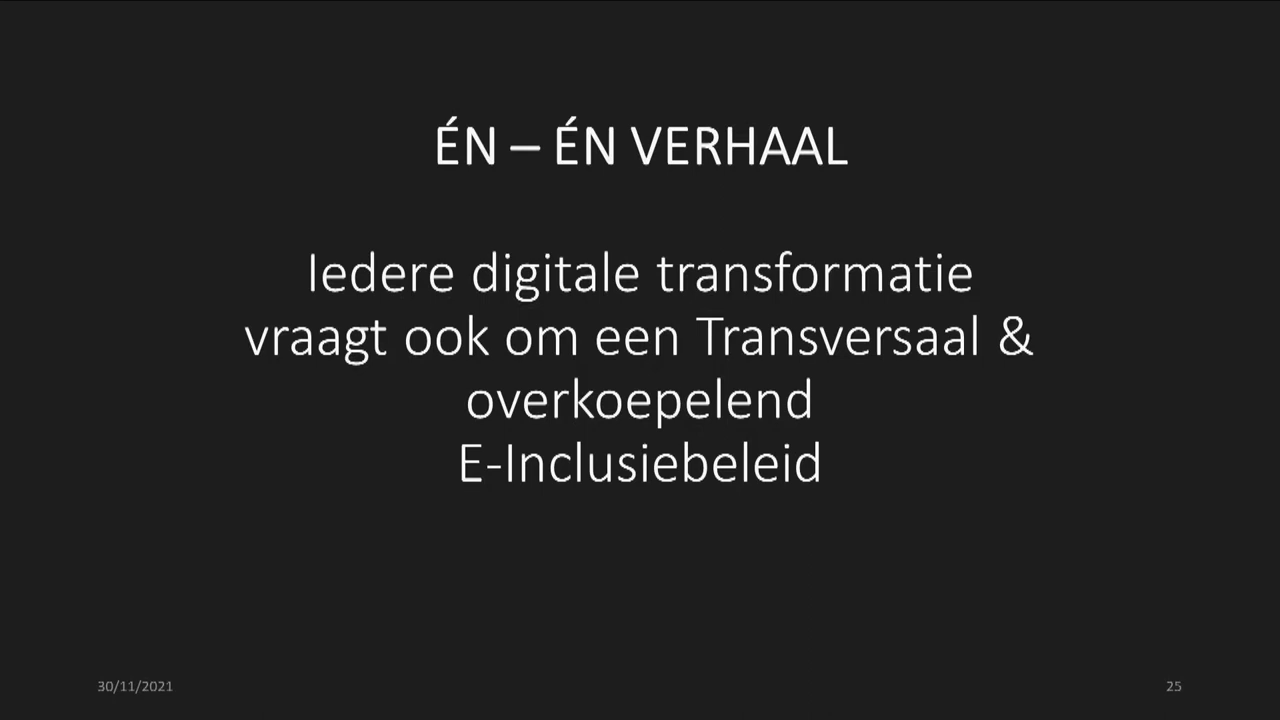 ÉN – ÉN VERHAAL
Iedere digitale transformatie
vraagt ook om een Transversaal &
overkoepelend
E-Inclusiebeleid
30/11/2021
25